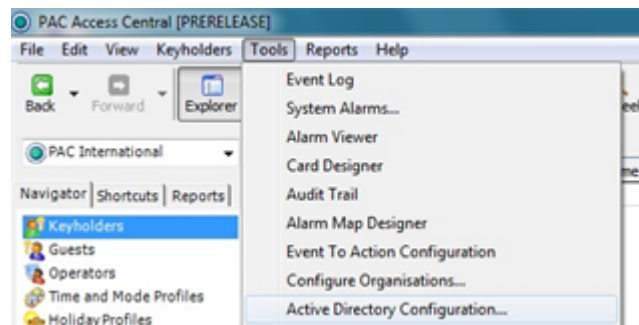 PAC Access Central [PRERELEASE]
File Edit View Keyholders Tools Reports Help
Back Forward Explorer
PAC International
Navigator Shortcuts Reports
Keyholders
Guests
Operators
Time and Mode Profiles
Holiday Profiles
Event Log
System Alarms...
Alarm Viewer
Card Designer
Audit Trail
Alarm Map Designer
Event To Action Configuration
Configure Organisations...
Active Directory Configuration...